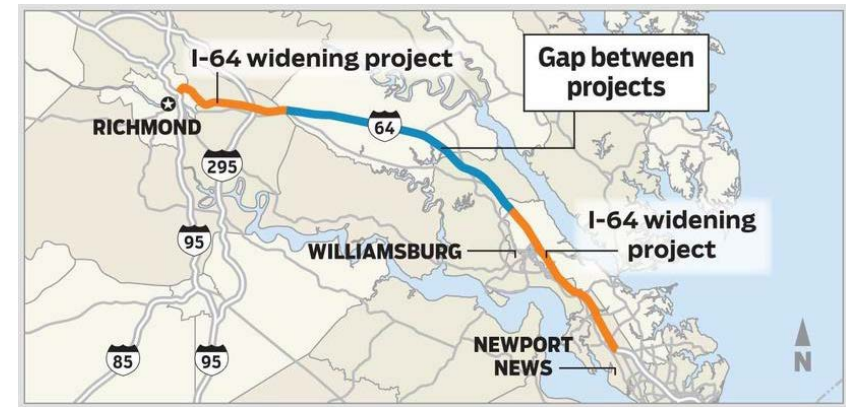 I-64 widening project
Gap between
projects
RICHMOND
64
295
I-64 widening
project
95
WILLIAMSBURG
NEWPORT
NEWS
85
95
N